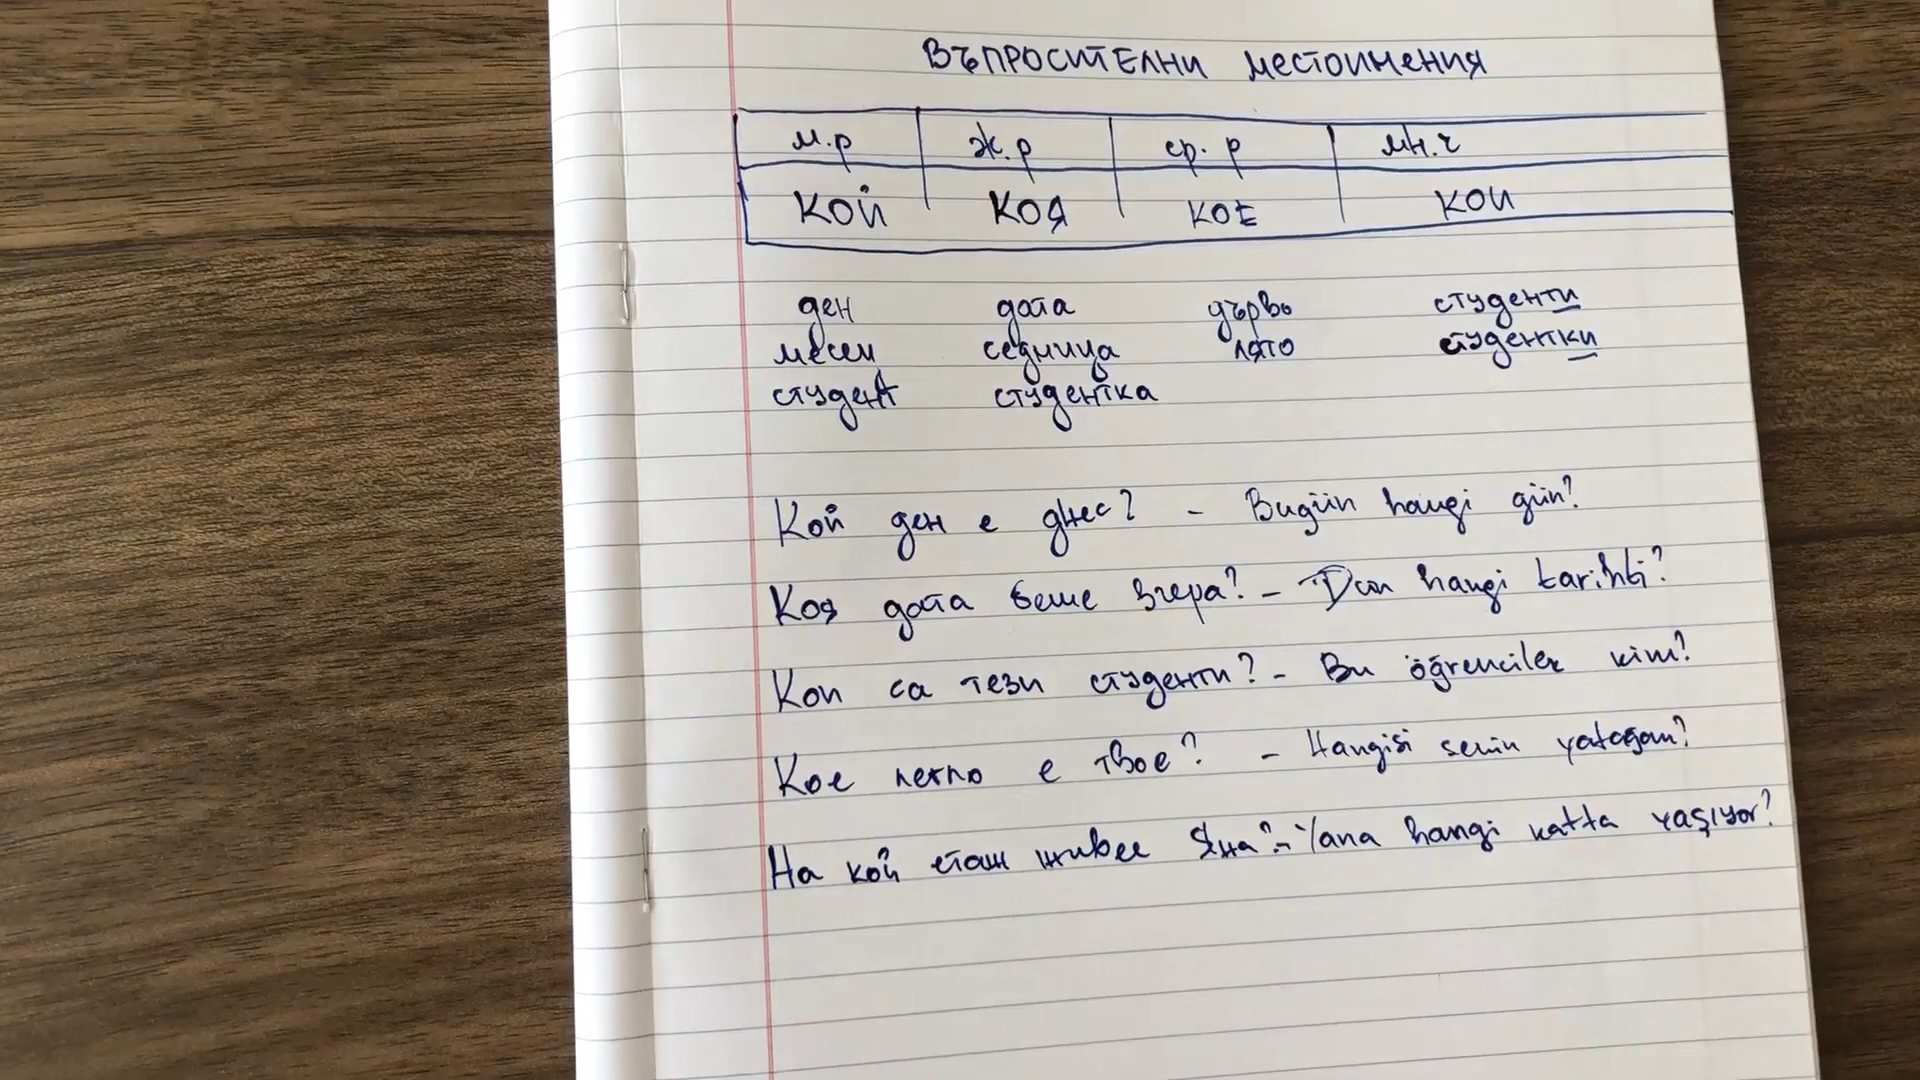 ВЪПРОСИТЕЛНИ местоимения
м.р ж.р ср. р мн.ч
КОЙ КОЯ КОЕ КОИ
ден дата дърво студенти
месец седмица лято студентки
студент студентка
Кой ден е днес? - Bugün hangi gün?
Коя дата беше вчера? - Dün hangi tarihti?
Кои са тези студенти? - Bu öğrenciler kim?
Кое легло е твое? - Hangisi senin yatağın?
На кой етаж живее Яна? - Yana hangi katta yaşıyor?